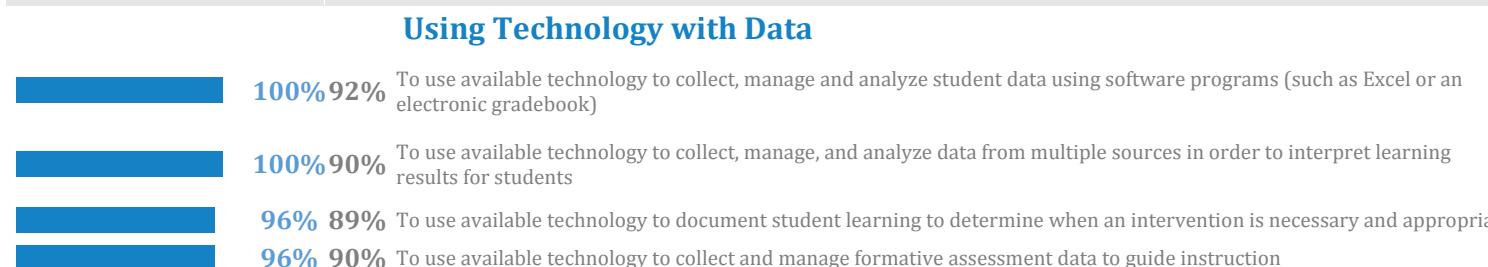 Using Technology with Data
100% 92% To use available technology to collect, manage and analyze student data using software programs (such as Excel or an
electronic gradebook)
100% 90% To use available technology to collect, manage, and analyze data from multiple sources in order to interpret learning
results for students
96% 89% To use available technology to document student learning to determine when an intervention is necessary and appropria
96% 90% To use available technology to collect and manage formative assessment data to guide instruction